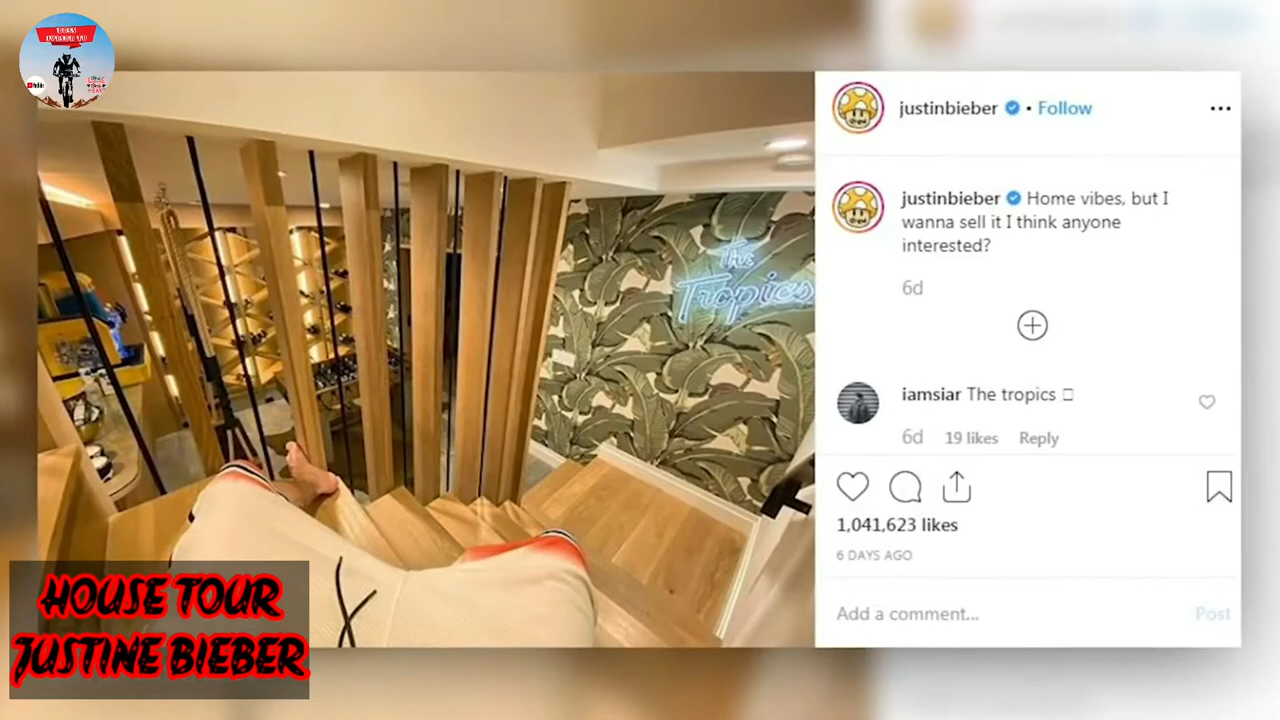 justinbieber • Follow
justinbieber Home vibes, but I
wanna sell it I think anyone
interested?
6d
iamsiar The tropics
6d 19 likes Reply
1,041,623 likes
6 DAYS AGO
Add a comment... Post
The
Tropics
HOUSE TOUR
JUSTINE BIEBER